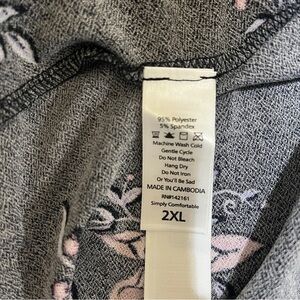 95% Polyester
5% Spandex
Machine Wash Cold
Gentle Cycle
Do Not Bleach
Hang Dry
Do Not Iron
Or You'll Be Sad
MADE IN CAMBODIA
RN#142161
Simply Comfortable
2XL